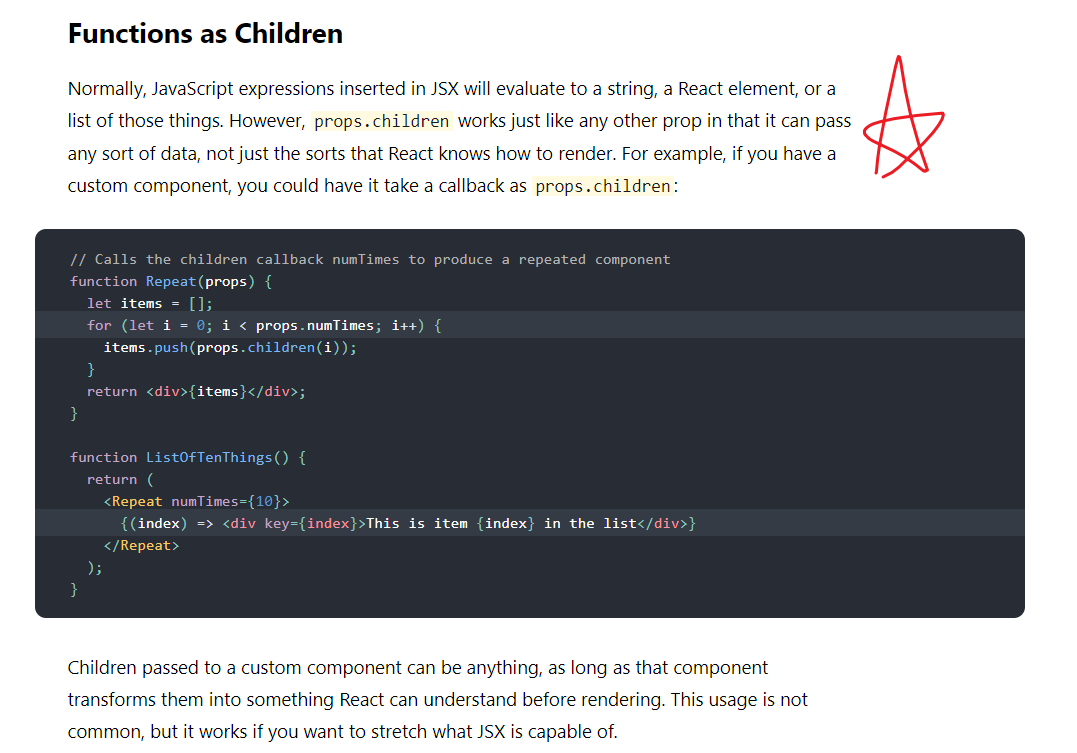 Functions as Children
Normally, JavaScript expressions inserted in JSX will evaluate to a string, a React element, or a
list of those things. However, props.children works just like any other prop in that it can pass
any sort of data, not just the sorts that React knows how to render. For example, if you have a
custom component, you could have it take a callback as props.children:
// Calls the children callback numTimes to produce a repeated component
function Repeat(props) {
  let items = [];
  for (let i = 0; i < props.numTimes; i++) {
    items.push(props.children(i));
  }
  return <div>{items}</div>;
}
function ListOfTenThings() {
  return (
    <Repeat numTimes={10}>
      {(index) => <div key={index}>This is item {index} in the list</div>}
    </Repeat>
  );
}
Children passed to a custom component can be anything, as long as that component
transforms them into something React can understand before rendering. This usage is not
common, but it works if you want to stretch what JSX is capable of.